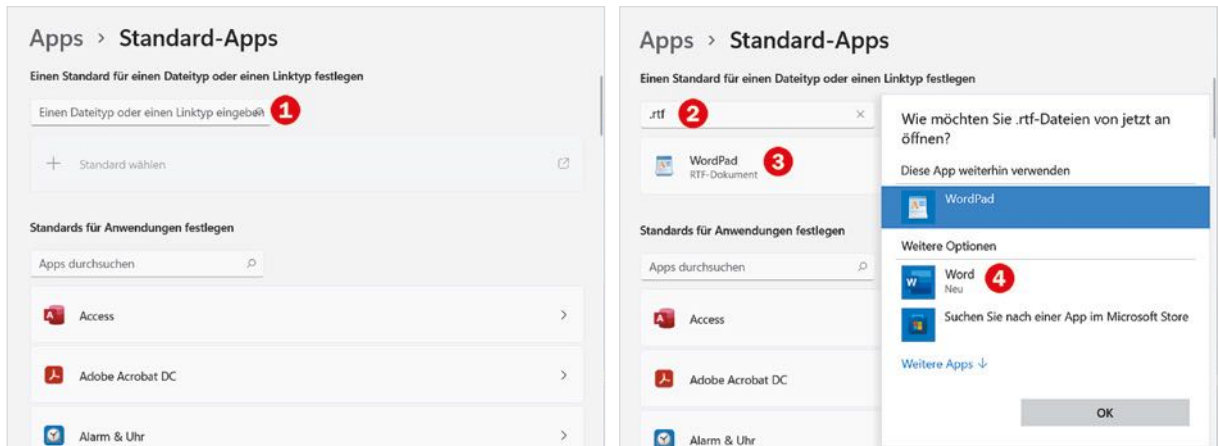 Apps > Standard-Apps
Einen Standard für einen Dateityp oder einen Linktyp festlegen
Einen Dateityp oder einen Linktyp eingeben
1
+ Standard wählen
Standards für Anwendungen festlegen
Apps durchsuchen
Access
Adobe Acrobat DC
Alarm & Uhr
Apps > Standard-Apps
Einen Standard für einen Dateityp oder einen Linktyp festlegen
.rtf
2
WordPad
RTF-Dokument
3
Standards für Anwendungen festlegen
Apps durchsuchen
Access
Adobe Acrobat DC
Alarm & Uhr
Wie möchten Sie .rtf-Dateien von jetzt an
öffnen?
Diese App weiterhin verwenden
WordPad
Weitere Optionen
Word
Neu
4
Suchen Sie nach einer App im Microsoft Store
Weitere Apps ↓
OK